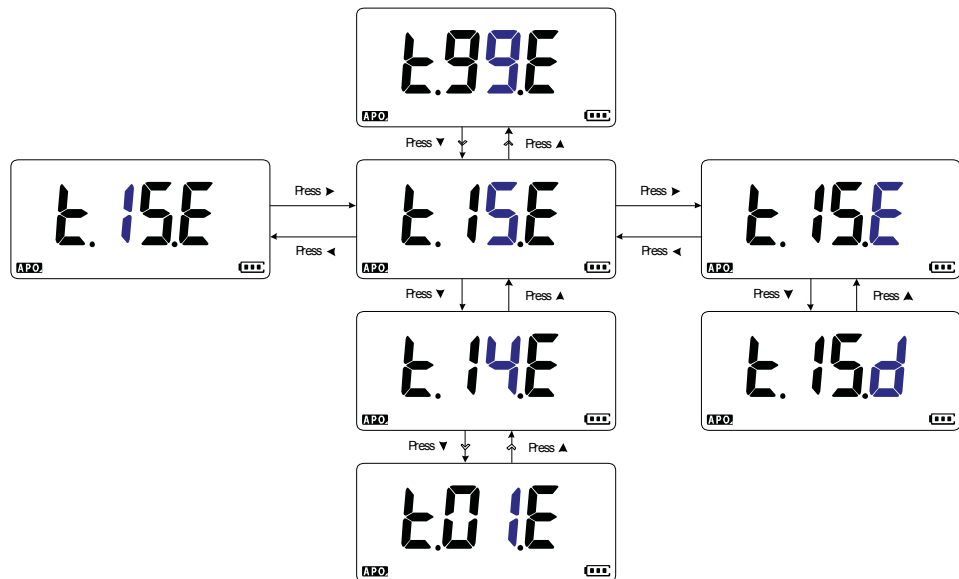 t.99.E
APO
Press ▼
Press ▲
t.15.E
APO
Press ►
Press ◄
t.15.E
APO
Press ►
Press ◄
t.15.E
APO
Press ▼
Press ▲
Press ▼
Press ▲
t.14.E
APO
t.15.d
APO
Press ▼
Press ▲
t.01.E
APO